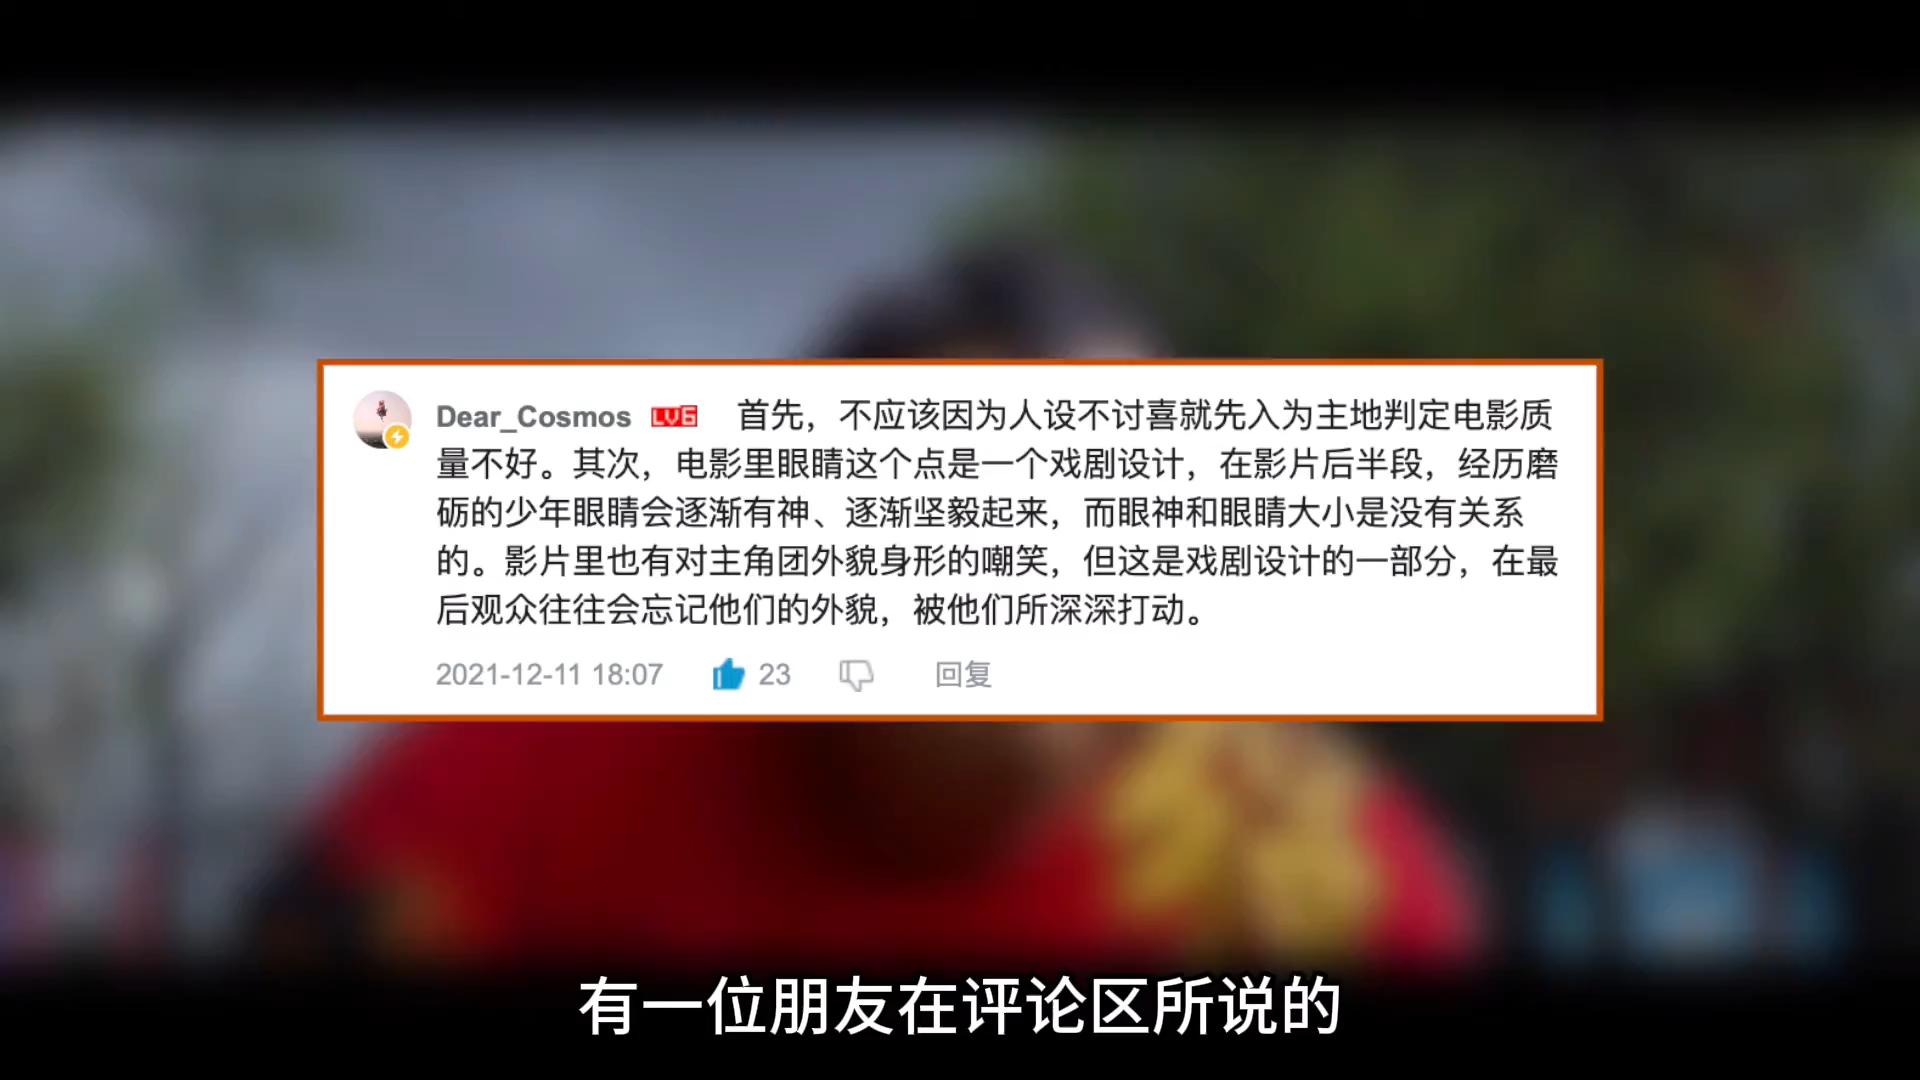 Dear_Cosmos LV6 首先，不应该因为人设不讨喜就先入为主地判定电影质
量不好。其次，电影里眼睛这个点是一个戏剧设计，在影片后半段，经历磨
砺的少年眼睛会逐渐有神、逐渐坚毅起来，而眼神和眼睛大小是没有关系
的。影片里也有对主角团外貌身形的嘲笑，但这是戏剧设计的一部分，在最
后观众往往会忘记他们的外貌，被他们所深深打动。
2021-12-11 18:07 23 回复
有一位朋友在评论区所说的